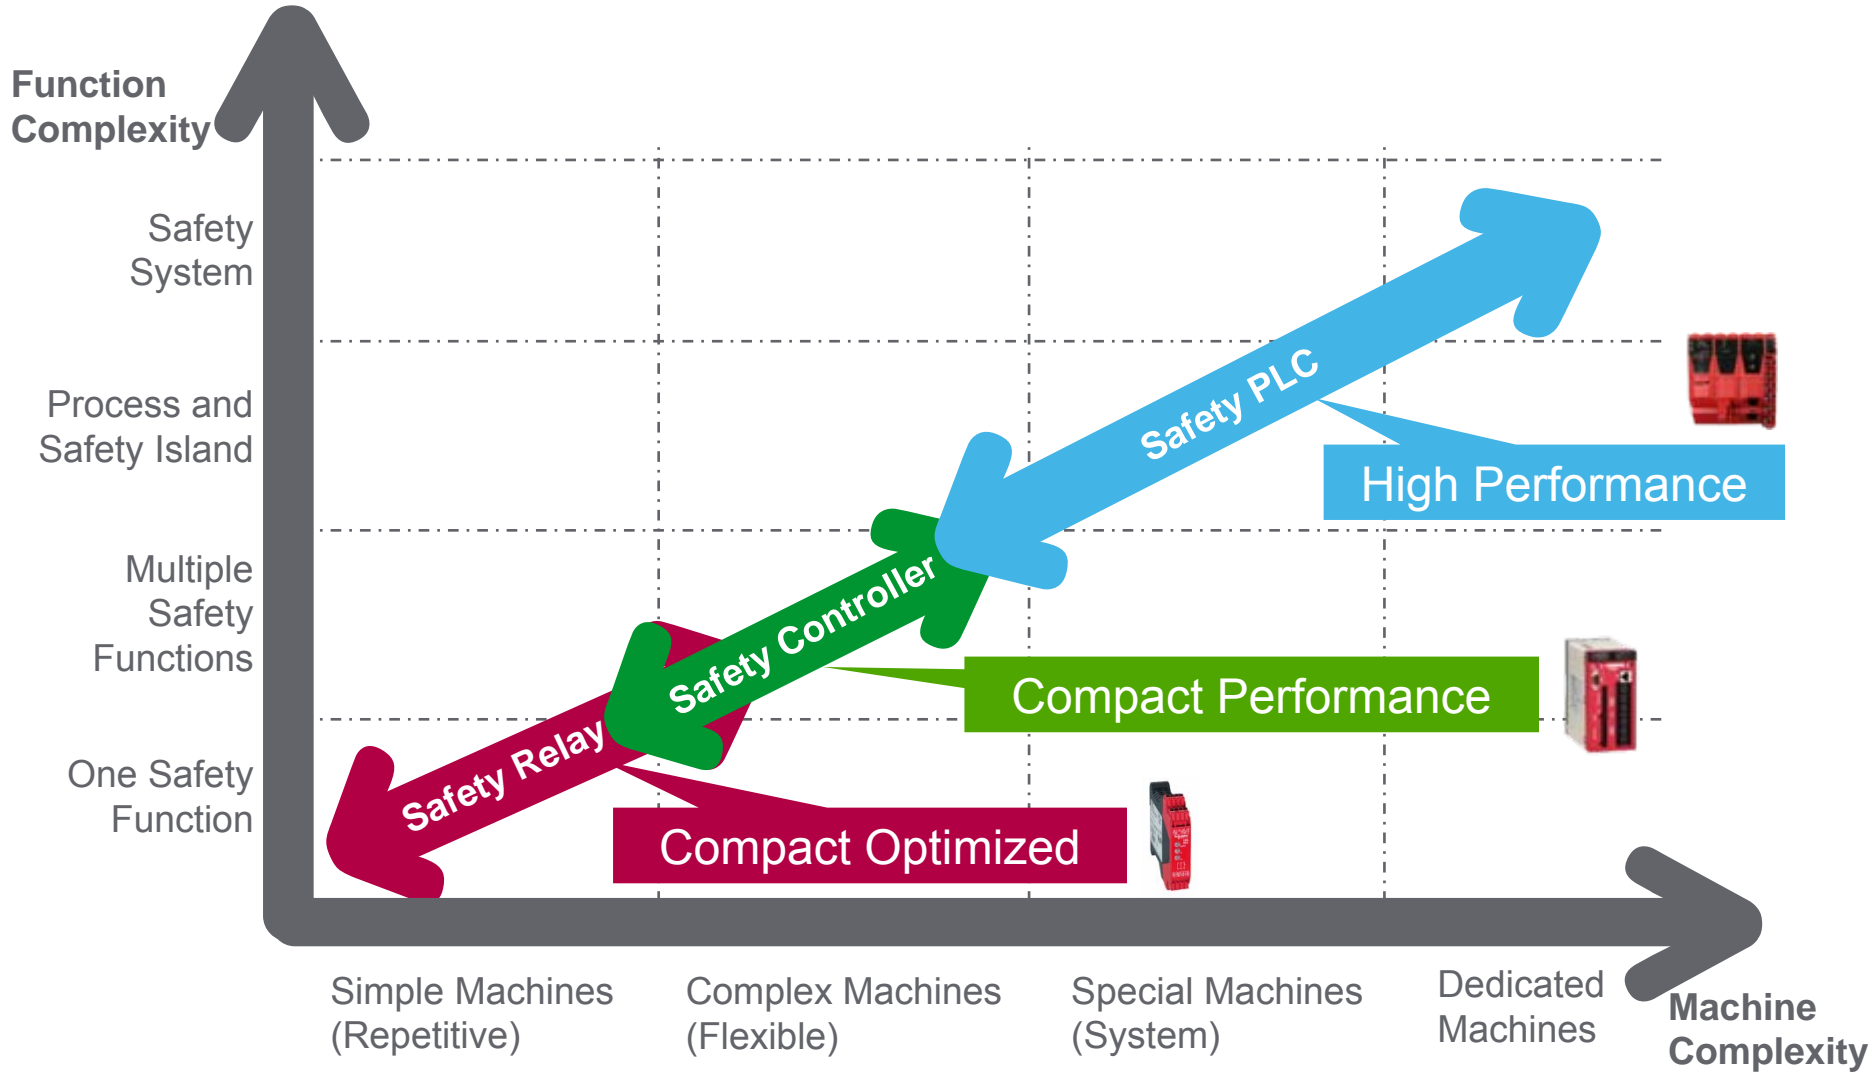 Function
Complexity
Safety
System
Process and
Safety Island
Multiple
Safety
Functions
One Safety
Function
Safety PLC
High Performance
Safety Controller
Compact Performance
Safety Relay
Compact Optimized
Simple Machines
(Repetitive)
Complex Machines
(Flexible)
Special Machines
(System)
Dedicated
Machines
Machine
Complexity